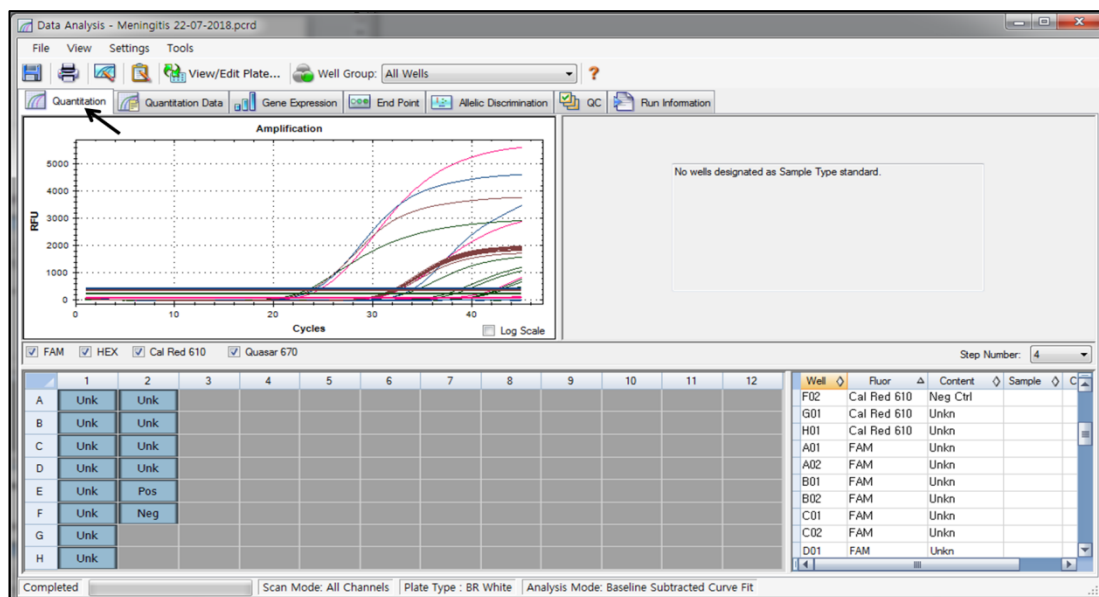 Data Analysis - Meningitis 22-07-2018.pcrd
File View Settings Tools
View/Edit Plate... Well Group: All Wells ?
Quantitation Quantitation Data Gene Expression End Point Allelic Discrimination QC Run Information
Amplification
5000
4000
3000
2000
1000
0
RFU
0 10 20 30 40
Cycles
Log Scale
No wells designated as Sample Type standard.
FAM HEX Cal Red 610 Quasar 670
Step Number: 4
1 2 3 4 5 6 7 8 9 10 11 12
A Unk Unk
B Unk Unk
C Unk Unk
D Unk Unk
E Unk Pos
F Unk Neg
G Unk
H Unk
Well Fluor Content Sample C
F02 Cal Red 610 Neg Ctrl
G01 Cal Red 610 Unkn
H01 Cal Red 610 Unkn
A01 FAM Unkn
A02 FAM Unkn
B01 FAM Unkn
B02 FAM Unkn
C01 FAM Unkn
C02 FAM Unkn
D01 FAM Unkn
Completed Scan Mode: All Channels Plate Type : BR White Analysis Mode: Baseline Subtracted Curve Fit